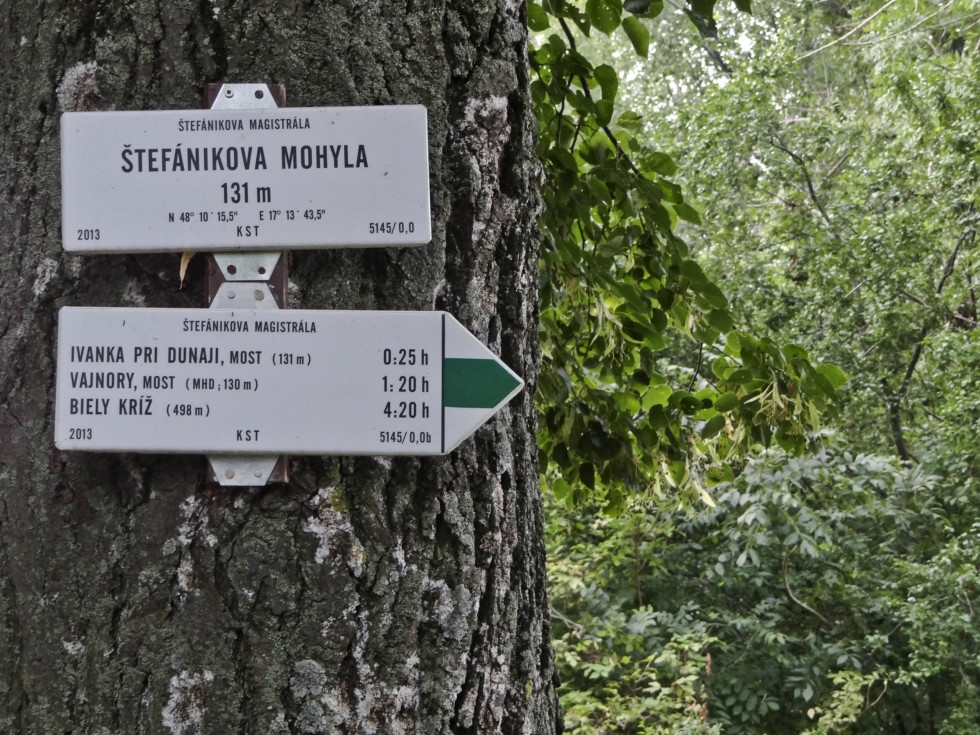 ŠTEFÁNIKOVA MAGISTRÁLA
ŠTEFÁNIKOVA MOHYLA
131 m
N 48° 10´ 15,5" E 17° 13´ 43,5"
2013 KST 5145/0,0
ŠTEFÁNIKOVA MAGISTRÁLA
IVANKA PRI DUNAJI, MOST (131 m) 0:25 h
VAJNORY, MOST (MHD ; 130 m) 1:20 h
BIELY KRÍŽ (498 m) 4:20 h
2013 KST 5145/0,0b